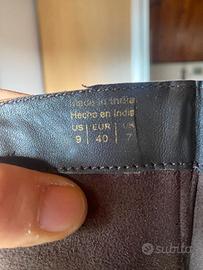 Made in India
Hecho en India
US | EUR | UK
9 | 40 | 7
subito